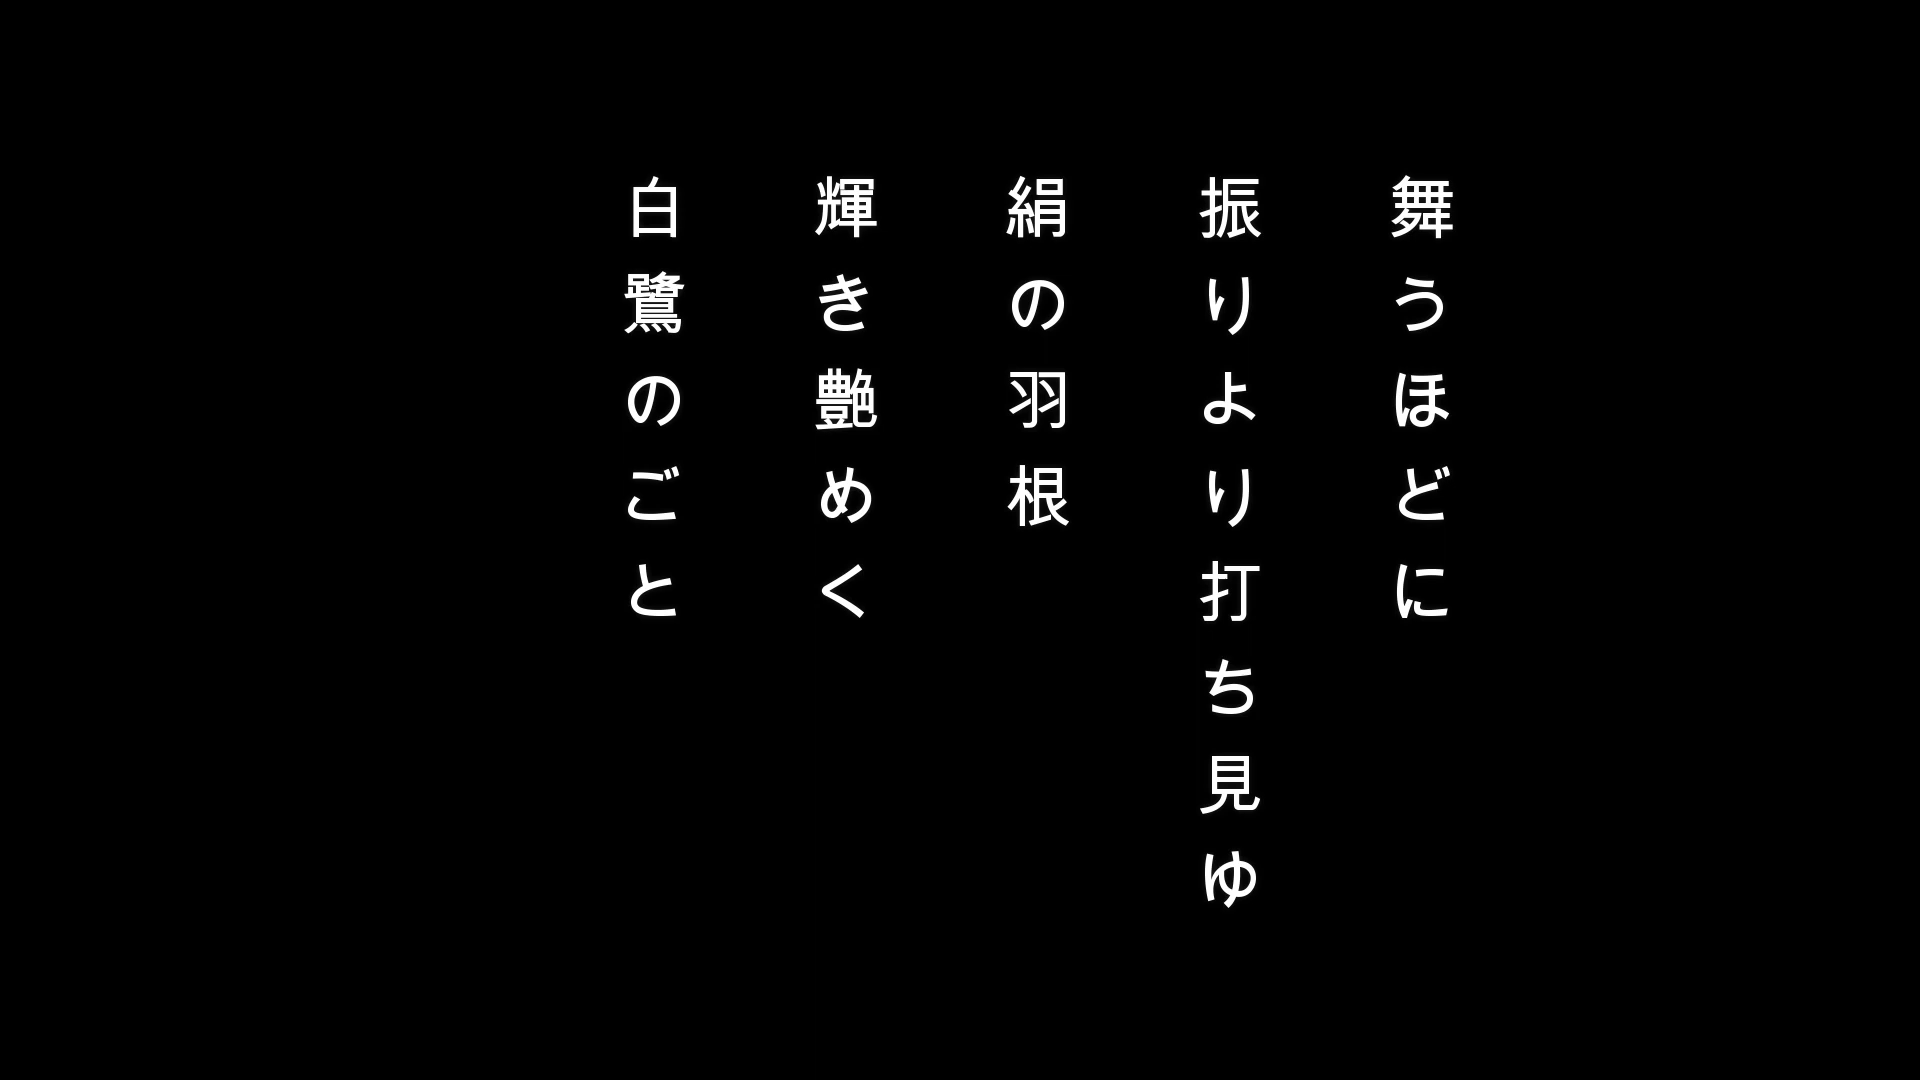 舞うほどに
振りより打ち見ゆ
絹の羽根
輝き艶めく
白鷺のごと